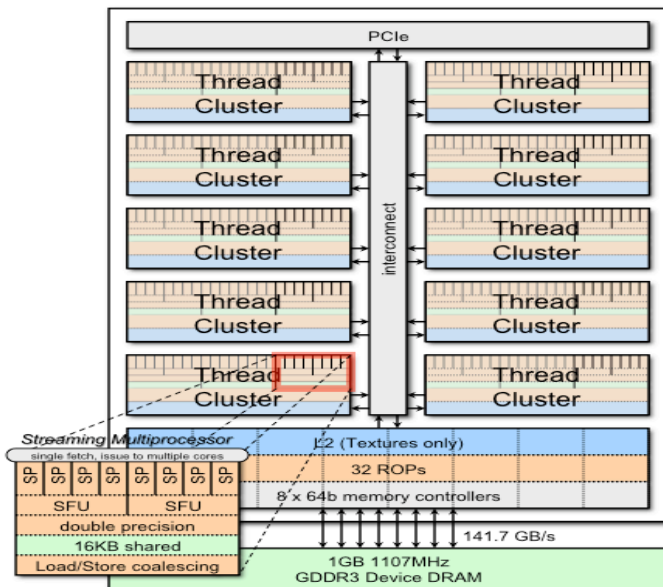 PCIe
Thread
Cluster
Thread
Cluster
Thread
Cluster
Thread
Cluster
Thread
Cluster
Thread
Cluster
Thread
Cluster
Thread
Cluster
Thread
Cluster
Thread
Cluster
interconnect
L2 (Textures only)
32 ROPs
8 x 64b memory controllers
141.7 GB/s
1GB 1107MHz
GDDR3 Device DRAM
Streaming Multiprocessor
single fetch, issue to multiple cores
SP SP SP SP SP SP SP SP
SFU SFU
double precision
16KB shared
Load/Store coalescing